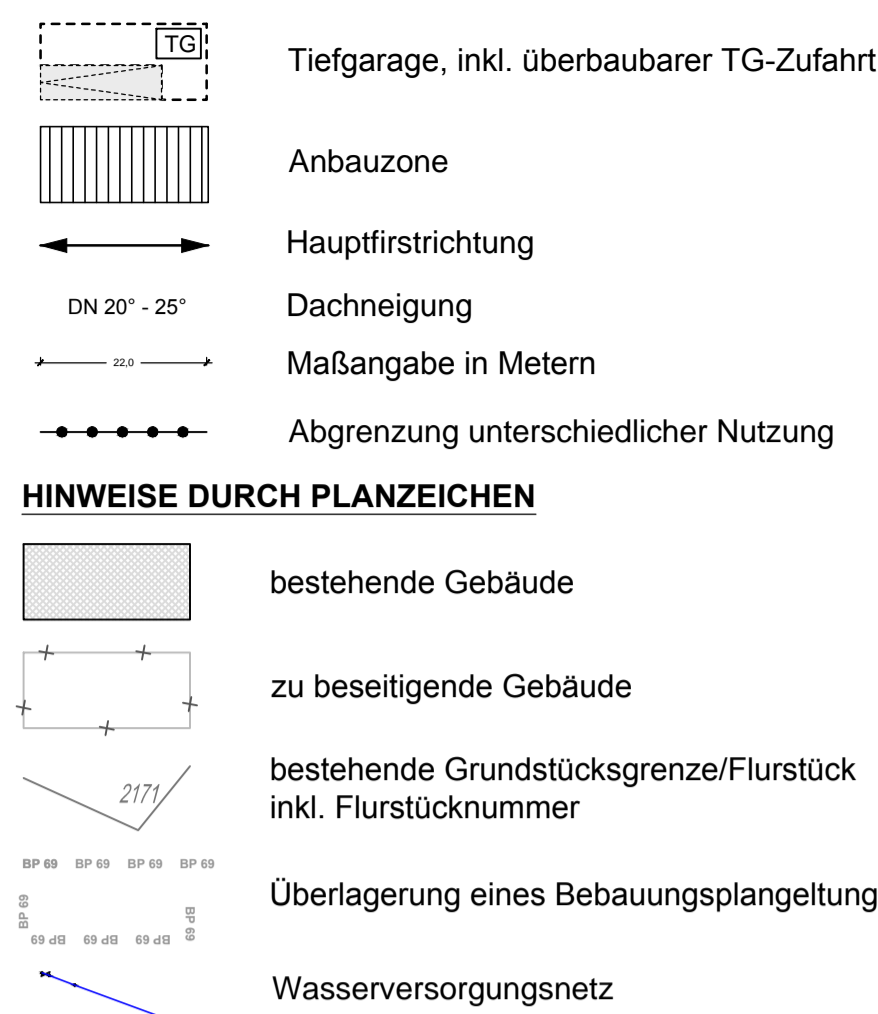 TG Tiefgarage, inkl. überbaubarer TG-Zufahrt
Anbauzone
Hauptfirstrichtung
DN 20° - 25° Dachneigung
22,0 Maßangabe in Metern
Abgrenzung unterschiedlicher Nutzung
HINWEISE DURCH PLANZEICHEN
bestehende Gebäude
zu beseitigende Gebäude
2171 bestehende Grundstücksgrenze/Flurstück
inkl. Flurstücknummer
BP 69 BP 69 BP 69 BP 69
BP 69 Überlagerung eines Bebauungsplangeltung
BP 69 BP 69 BP 69 BP 69
Wasserversorgungsnetz